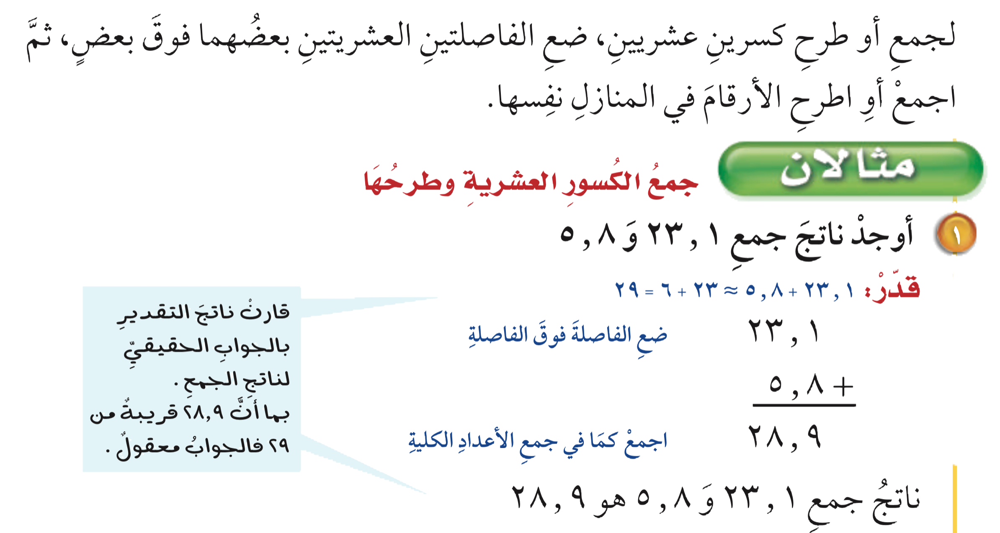 لجمعِ أو طرحِ كسرينِ عشريينِ، ضعِ الفاصلتينِ العشريتينِ بعضُهما فوقَ بعضٍ، ثمَّ
اجمعْ أوِ اطرحِ الأرقامَ في المنازلِ نفِسها.
مثالان
جمعُ الكُسورِ العشريةِ وطرحُهَا
١ أوجدْ ناتجَ جمعِ ٢٣,١ وَ ٥,٨
قدّرْ: ٢٣,١ + ٥,٨ ≈ ٢٣ + ٦ = ٢٩
٢٣,١ ضعِ الفاصلةَ فوقَ الفاصلةِ
+ ٥,٨
٢٨,٩ اجمعْ كمَا في جمعِ الأعدادِ الكليةِ
قارنْ ناتجَ التقديرِ
بالجوابِ الحقيقيِّ
لناتجِ الجمعِ.
بما أنَّ ٢٨,٩ قريبةٌ من
٢٩ فالجوابُ معقولٌ.
ناتجُ جمعِ ٢٣,١ وَ ٥,٨ هو ٢٨,٩